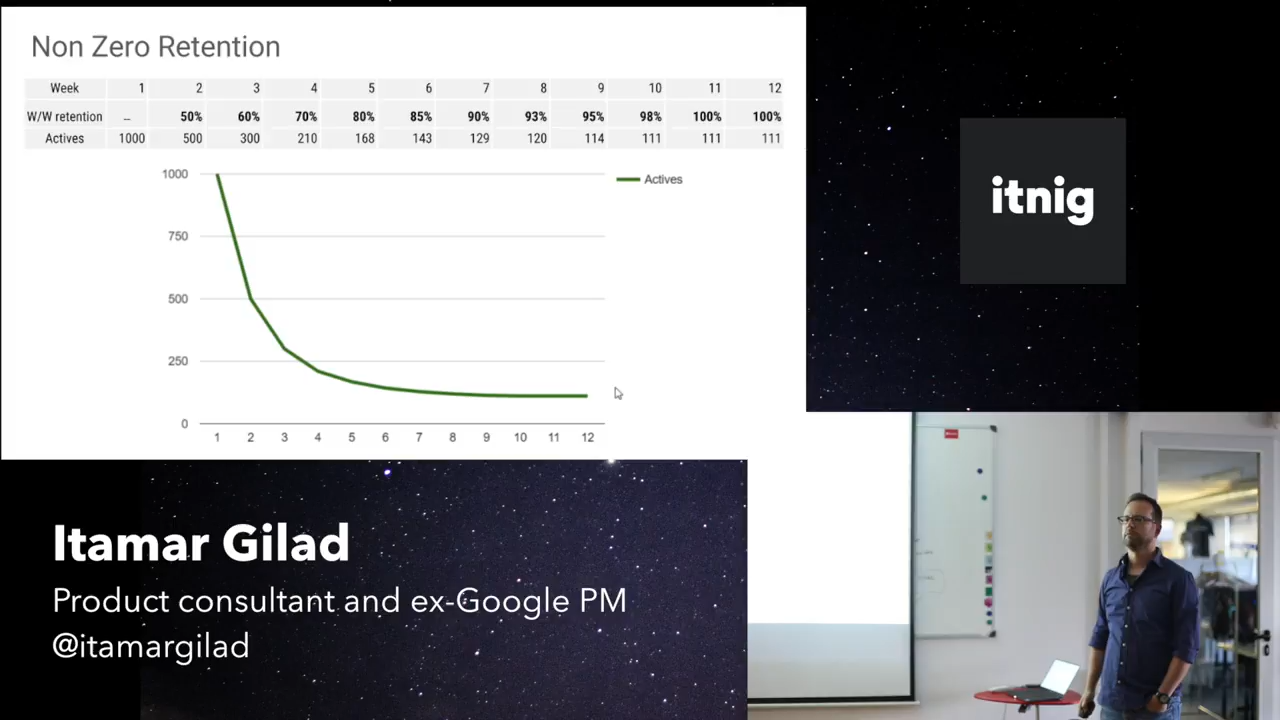 Non Zero Retention
Week 1 2 3 4 5 6 7 8 9 10 11 12
W/W retention -- 50% 60% 70% 80% 85% 90% 93% 95% 98% 100% 100%
Actives 1000 500 300 210 168 143 129 120 114 111 111 111
1000
750
500
250
0
1 2 3 4 5 6 7 8 9 10 11 12
Actives
itnig
Itamar Gilad
Product consultant and ex-Google PM
@itamargilad